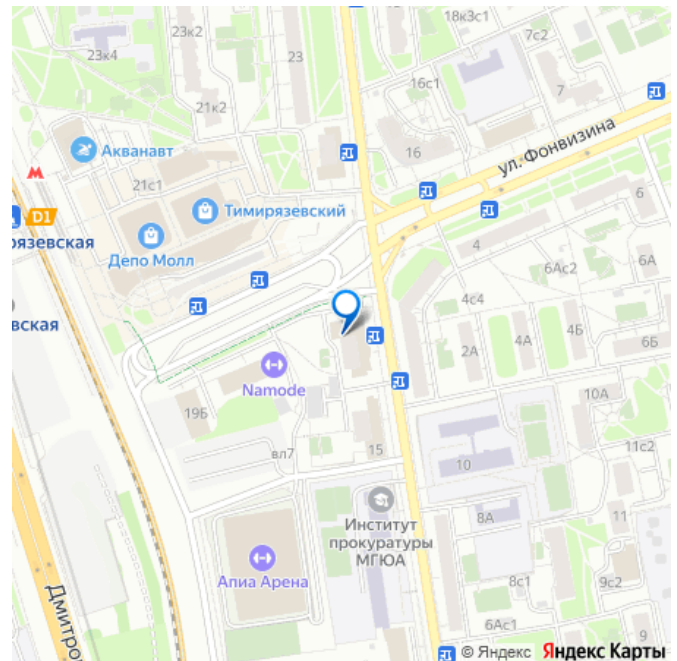 18к3с1
23к2
7с2
23к4
23
16с1
7
21к2
Акванавт
16
ул. Фонвизина
М
21с1
Тимирязевский
6
D1
рязевская
Депо Молл
4
6Ас2
6А
вская
4с4
4Б
4А
2А
6Б
Namode
10А
19Б
15
11с2
вл7
10
8А
11
Институт
прокуратуры
МГЮА
Апиа Арена
8с1
9с2
Дмитро
6Ас1
9
© Яндекс Яндекс Карты